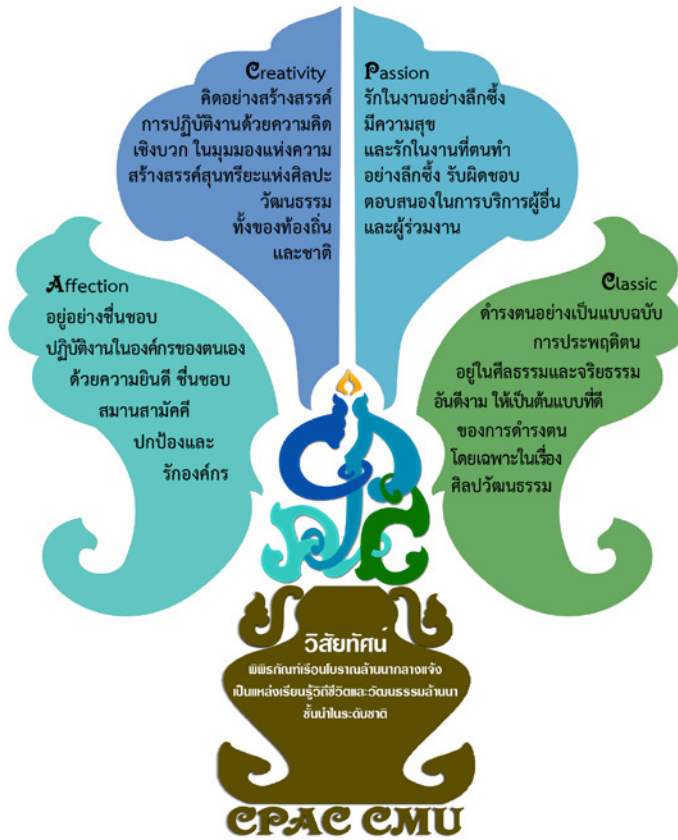 Creativity
คิดอย่างสร้างสรรค์
การปฏิบัติงานด้วยความคิด
เชิงบวก ในมุมมองแห่งความ
สร้างสรรค์สุนทรียะแห่งศิลปะ
วัฒนธรรม
ทั้งของท้องถิ่น
และชาติ
Passion
รักในงานอย่างลึกซึ้ง
มีความสุข
และรักในงานที่ตนทำ
อย่างลึกซึ้ง รับผิดชอบ
ตอบสนองในการบริการผู้อื่น
และผู้ร่วมงาน
Affection
อยู่อย่างชื่นชอบ
ปฏิบัติงานในองค์กรของตนเอง
ด้วยความยินดี ชื่นชอบ
สมานสามัคคี
ปกป้องและ
รักองค์กร
Classic
ดำรงตนอย่างเป็นแบบฉบับ
การประพฤติตน
อยู่ในศีลธรรมและจริยธรรม
อันดีงาม ให้เป็นต้นแบบที่ดี
ของการดำรงตน
โดยเฉพาะในเรื่อง
ศิลปวัฒนธรรม
วิสัยทัศน์
พิพิธภัณฑ์เรือนโบราณล้านนากลางแจ้ง
เป็นแหล่งเรียนรู้วิถีชีวิตและวัฒนธรรมล้านนา
ชั้นนำในระดับชาติ
CPAC CMU